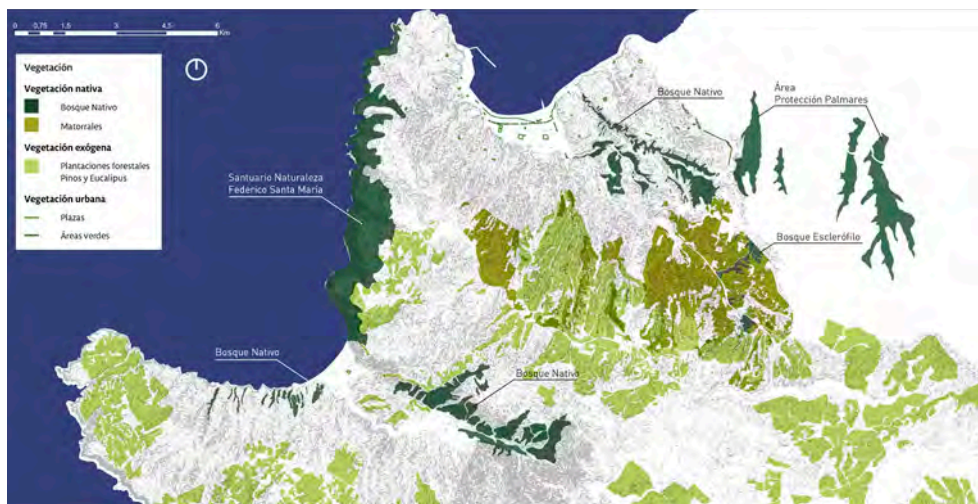 0 0,75 1,5 3 4,5 6
Km
Vegetación
Vegetación nativa
Bosque Nativo
Matorrales
Vegetación exógena
Plantaciones forestales
Pinos y Eucalipus
Vegetación urbana
Plazas
Áreas verdes
Bosque Nativo
Área
Protección Palmares
Santuario Naturaleza
Federico Santa María
Bosque Esclerófilo
Bosque Nativo
Bosque Nativo